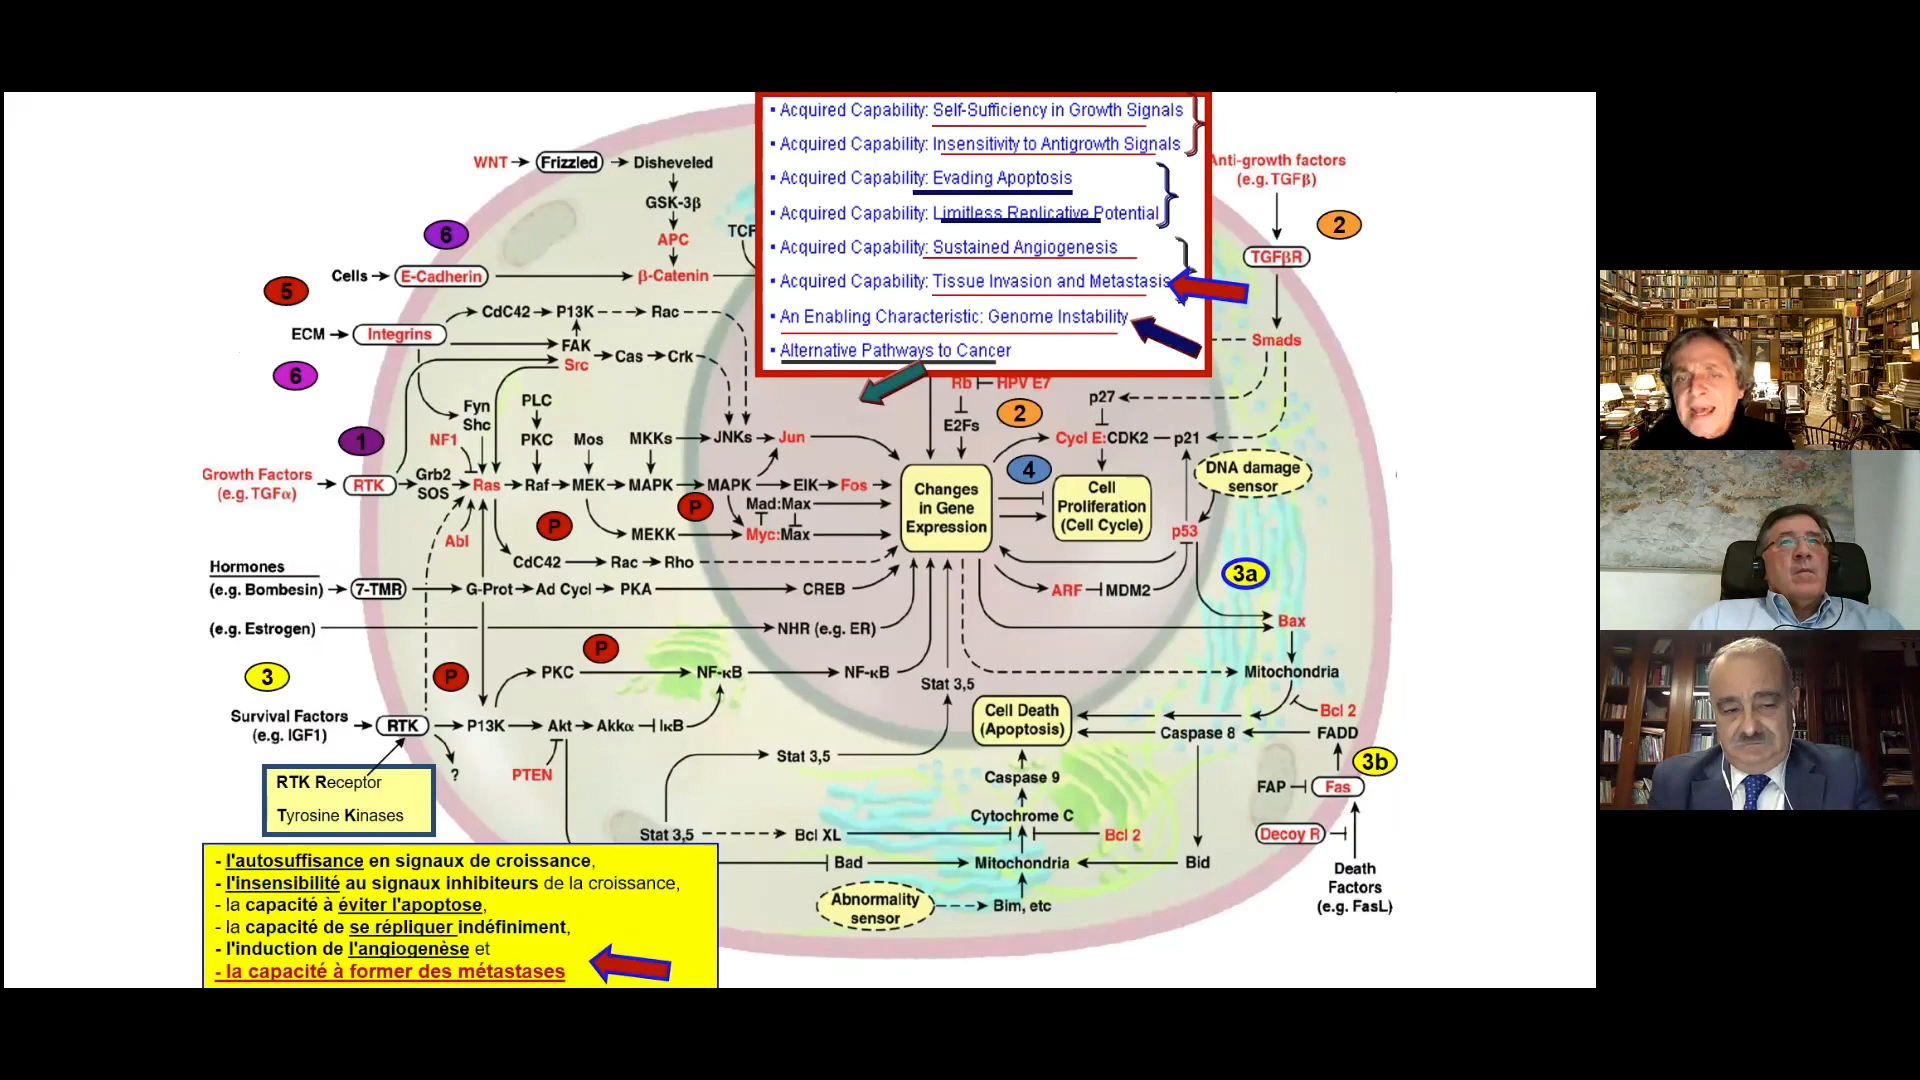 ▪ Acquired Capability: Self-Sufficiency in Growth Signals
▪ Acquired Capability: Insensitivity to Antigrowth Signals
▪ Acquired Capability: Evading Apoptosis
▪ Acquired Capability: Limitless Replicative Potential
▪ Acquired Capability: Sustained Angiogenesis
▪ Acquired Capability: Tissue Invasion and Metastasis
▪ An Enabling Characteristic: Genome Instability
▪ Alternative Pathways to Cancer
WNT Frizzled Disheveled
GSK-3β
APC
TCF
6
Cells E-Cadherin β-Catenin
5
ECM Integrins
CdC42 P13K Rac
FAK
Src Cas Crk
6
Fyn
Shc
NF1
PLC
PKC
Mos
MKKs JNKs Jun
1
Growth Factors
(e.g. TGFα)
RTK
Grb2
SOS
Ras Raf MEK MAPK MAPK ElK Fos
P
P
Mad:Max
MEKK Myc:Max
Abl
CdC42 Rac Rho
Hormones
(e.g. Bombesin) 7-TMR G-Prot Ad Cycl PKA CREB
(e.g. Estrogen) NHR (e.g. ER)
P
P
PKC NF-κB NF-κB
3
Survival Factors
(e.g. IGF1)
RTK P13K Akt Akkα IκB
?
PTEN
Stat 3,5
Stat 3,5
Stat 3,5 Bcl XL
Bad Mitochondria Bid
Bcl 2
Abnormality
sensor
Bim, etc
Cytochrome C
Caspase 9
Cell Death
(Apoptosis)
Changes
in Gene
Expression
Cell
Proliferation
(Cell Cycle)
4
2
Rb HPV E7
E2Fs
p27
Cycl E:CDK2 p21
DNA damage
sensor
p53
ARF MDM2
3a
Bax
Mitochondria
Bcl 2
Caspase 8 FADD
3b
FAP Fas
Decoy R
Death
Factors
(e.g. FasL)
Anti-growth factors
(e.g. TGFβ)
2
TGFβR
Smads
RTK Receptor
Tyrosine Kinases
- l'autosuffisance en signaux de croissance,
- l'insensibilité au signaux inhibiteurs de la croissance,
- la capacité à éviter l'apoptose,
- la capacité de se répliquer indéfiniment,
- l'induction de l'angiogenèse et
- la capacité à former des métastases